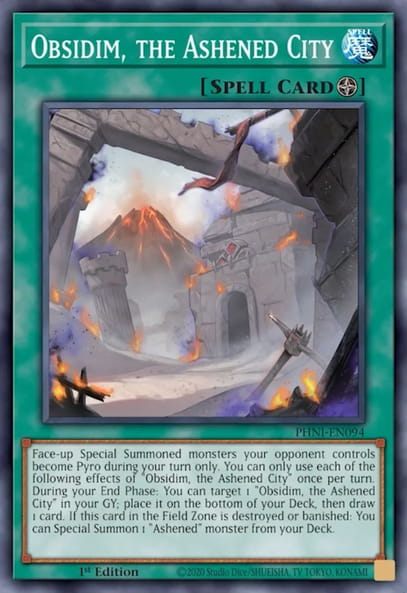 OBSIDIM, THE ASHENED CITY
SPELL
魔
[SPELL CARD]
PHNI-EN094
Face-up Special Summoned monsters your opponent controls
become Pyro during your turn only. You can only use each of the
following effects of "Obsidim, the Ashened City" once per turn.
During your End Phase: You can target 1 "Obsidim, the Ashened
City" in your GY; place it on the bottom of your Deck, then draw
1 card. If this card in the Field Zone is destroyed or banished: You
can Special Summon 1 "Ashened" monster from your Deck.
1st Edition
©2020 Studio Dice/SHUEISHA, TV TOKYO, KONAMI